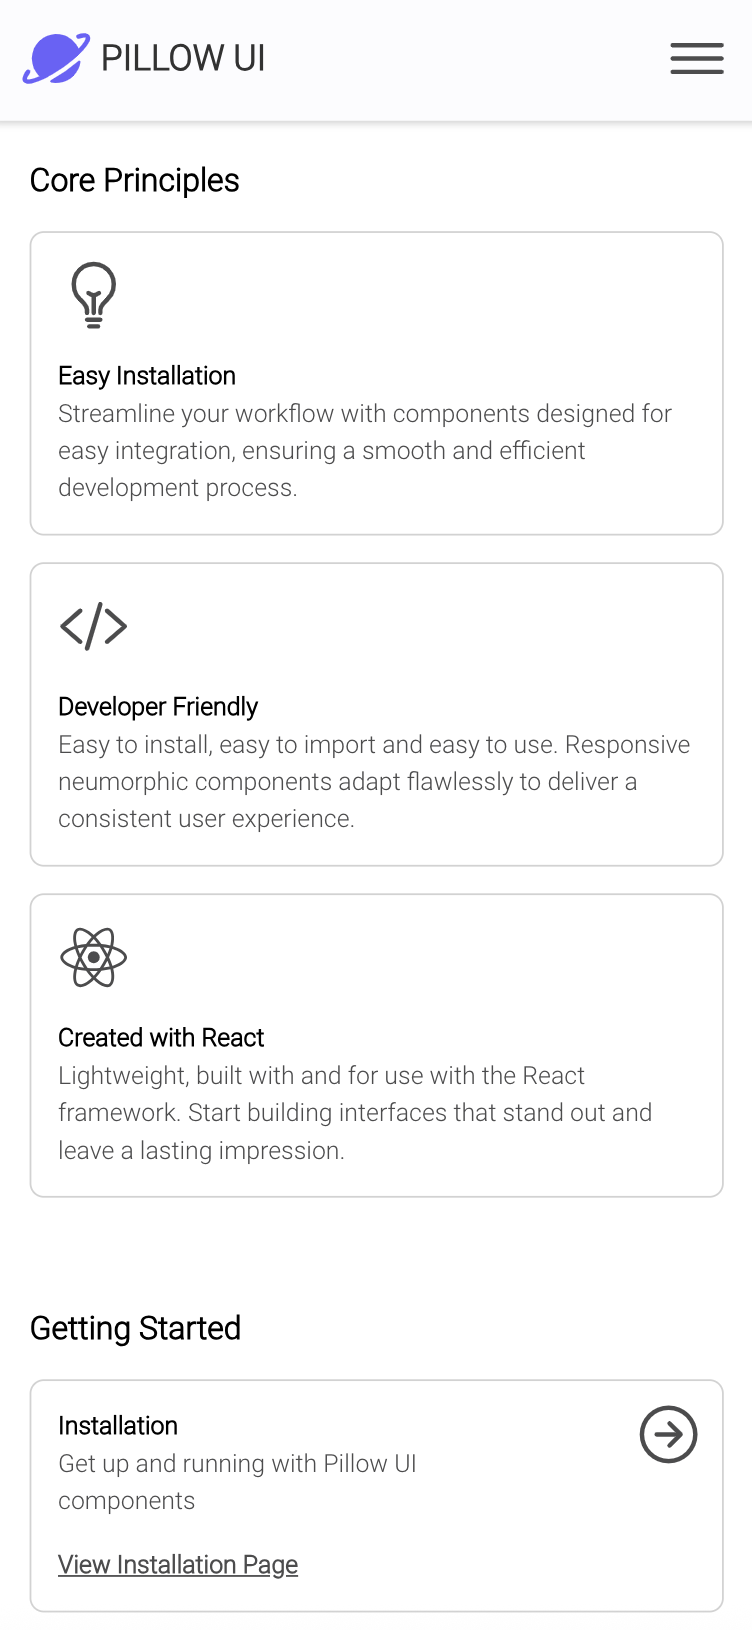 PILLOW UI
Core Principles
Easy Installation
Streamline your workflow with components designed for
easy integration, ensuring a smooth and efficient
development process.
Developer Friendly
Easy to install, easy to import and easy to use. Responsive
neumorphic components adapt flawlessly to deliver a
consistent user experience.
Created with React
Lightweight, built with and for use with the React
framework. Start building interfaces that stand out and
leave a lasting impression.
Getting Started
Installation
Get up and running with Pillow UI
components
View Installation Page